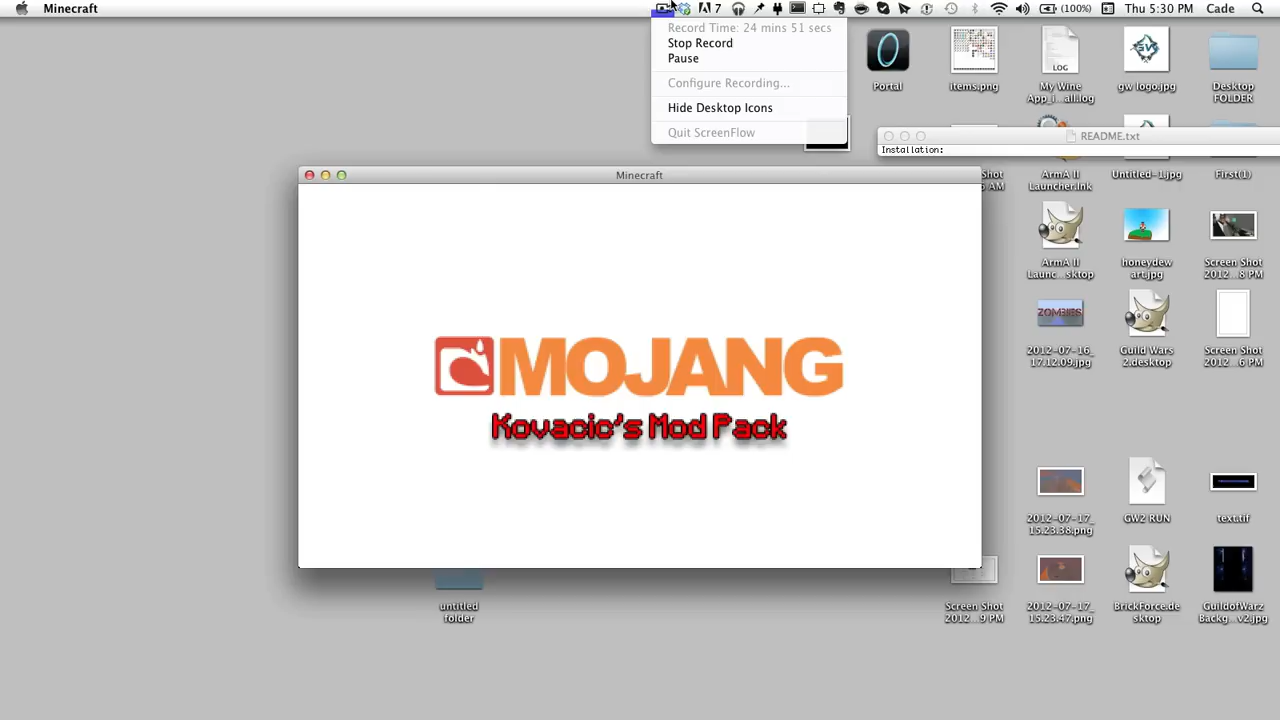 Minecraft
7
(100%)
Thu 5:30 PM
Cade
Record Time: 24 mins 51 secs
Stop Record
Pause
Configure Recording...
Hide Desktop Icons
Quit ScreenFlow
Portal
Items.png
LOG
My Wine
App_i...all.log
gw logo.jpg
Desktop
FOLDER
README.txt
Installation:
Shot
ArmA II
Launcher.lnk
Untitled-1.jpg
First(1)
Minecraft
MOJANG
Kovacic's Mod Pack
ArmA II
Launc...sktop
honeydew
art.jpg
Screen Shot
2012...8 PM
ZOMBIES
2012-07-16_
17.12.09.jpg
Guild Wars
2.desktop
Screen Shot
2012...6 PM
2012-07-17_
15.23.38.png
GW2 RUN
text.tif
untitled
folder
Screen Shot
2012...9 PM
2012-07-17_
15.23.47.png
BrickForce.de
sktop
GuildofWarz
Backg...v2.jpg